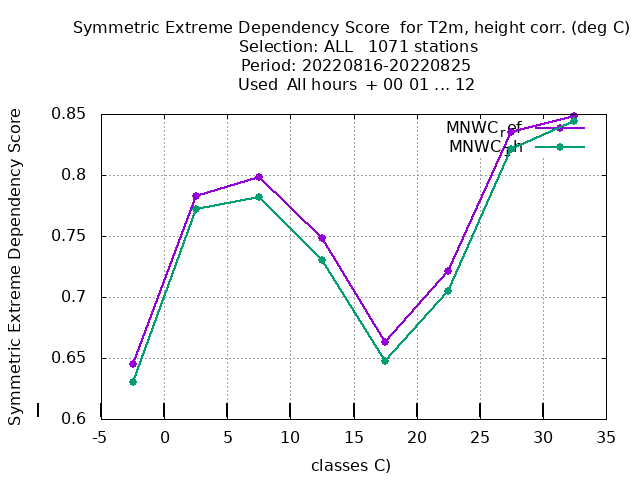 Symmetric Extreme Dependency Score for T2m, height corr. (deg C)
Selection: ALL 1071 stations
Period: 20220816-20220825
Used All hours + 00 01 ... 12
Symmetric Extreme Dependency Score
0.85
0.8
0.75
0.7
0.65
0.6
MNWC_ref
-5 0 5 10 15 20 25 30 35
classes C)